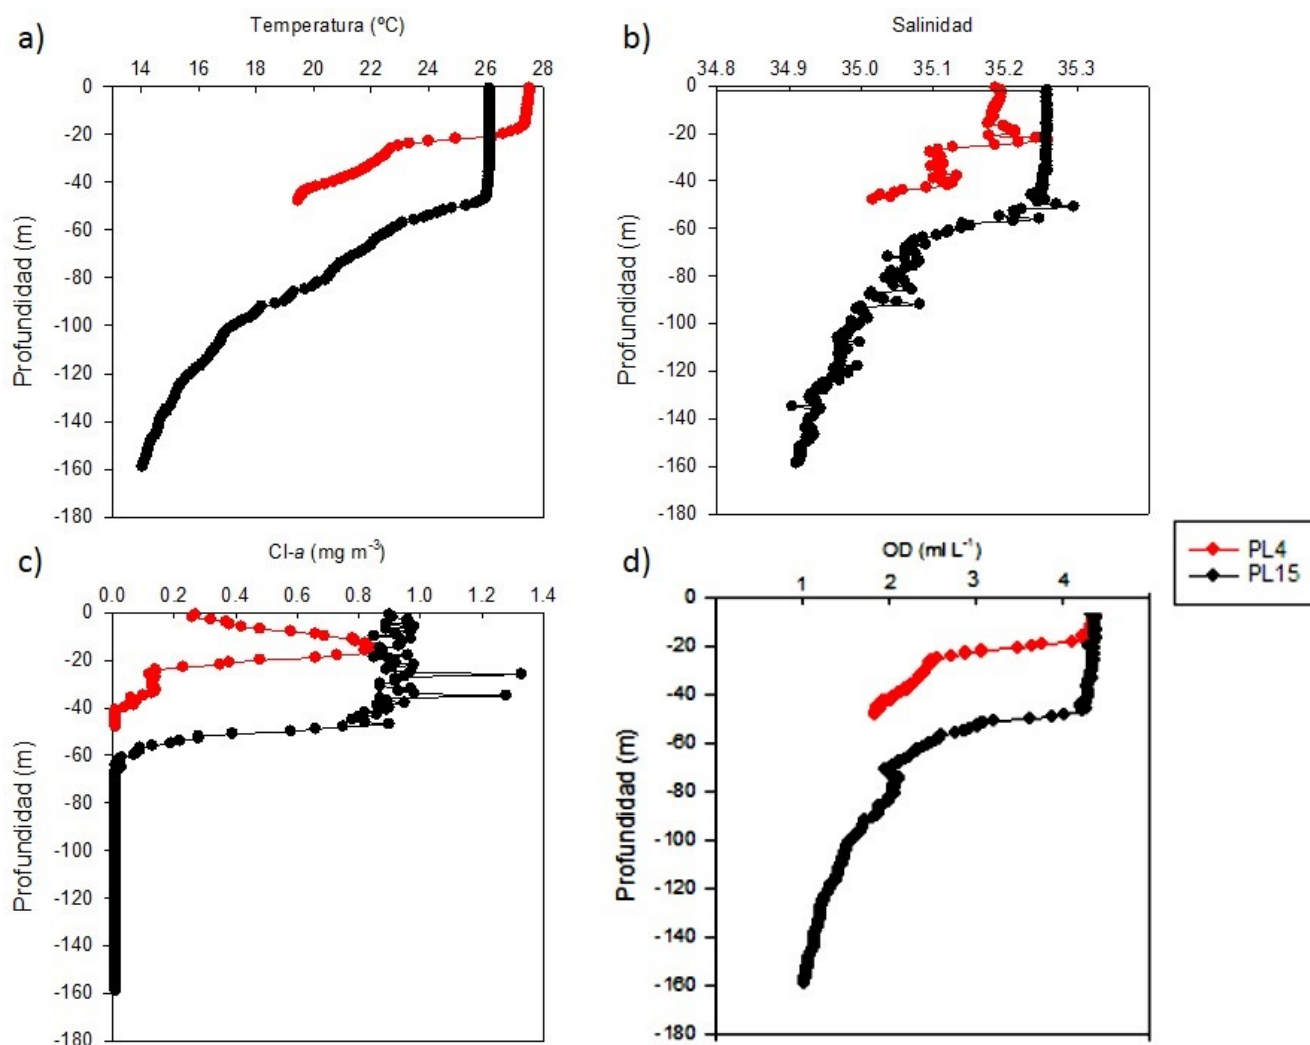 a)
Temperatura (ºC)
14 16 18 20 22 24 26 28
0
-20
-40
-60
-80
-100
-120
-140
-160
-180
Profundidad (m)
b)
Salinidad
34.8 34.9 35.0 35.1 35.2 35.3
0
-20
-40
-60
-80
-100
-120
-140
-160
-180
Profundidad (m)
c)
Cl-a (mg m⁻³)
0.0 0.2 0.4 0.6 0.8 1.0 1.2 1.4
0
-20
-40
-60
-80
-100
-120
-140
-160
-180
Profundidad (m)
d)
OD (ml L⁻¹)
1 2 3 4
0
-20
-40
-60
-80
-100
-120
-140
-160
-180
Profundidad (m)
PL4
PL15